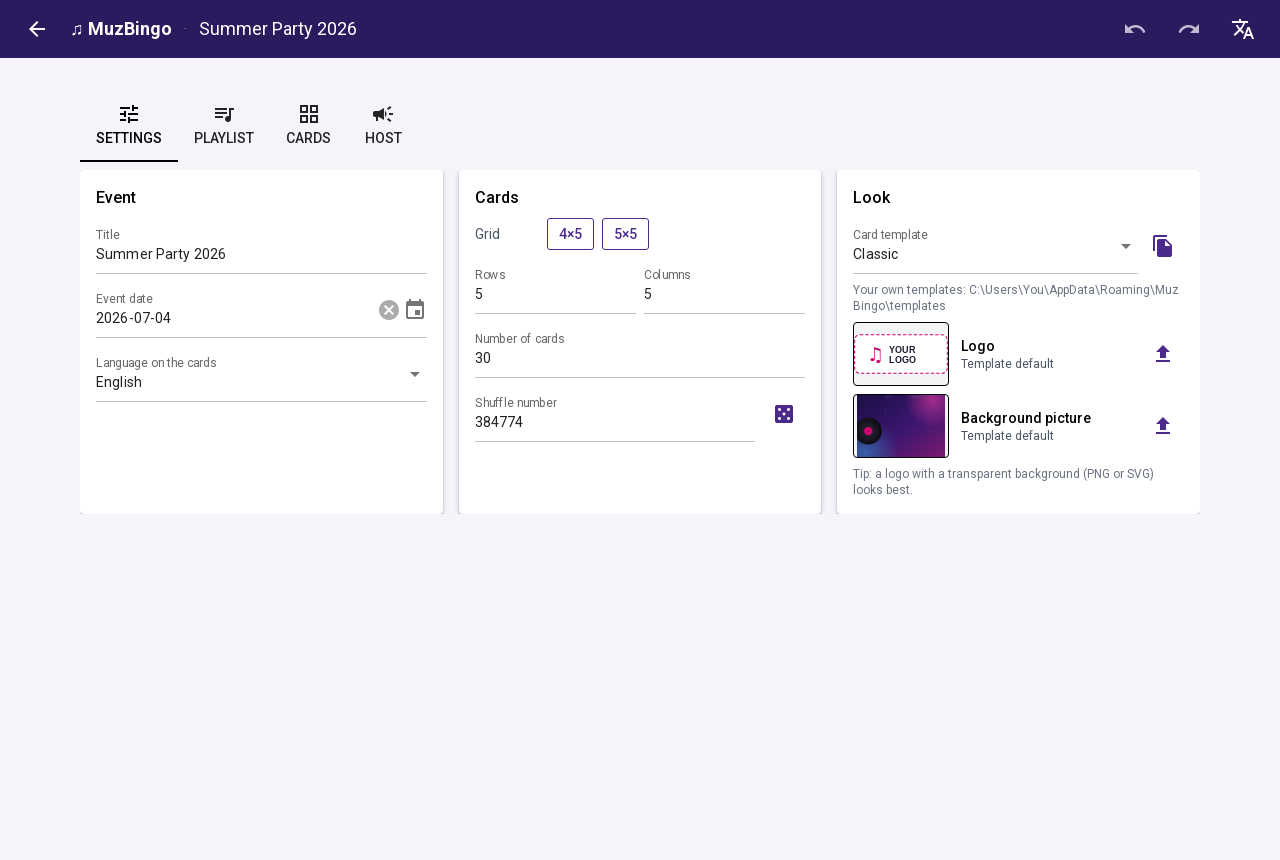 ♫ MuzBingo · Summer Party 2026
SETTINGS PLAYLIST CARDS HOST
Event
Title
Summer Party 2026
Event date
2026-07-04
Language on the cards
English
Cards
Grid 4×5 5×5
Rows Columns
5 5
Number of cards
30
Shuffle number
384774
Look
Card template
Classic
Your own templates: C:\Users\You\AppData\Roaming\Muz
Bingo\templates
♫ YOUR
LOGO
Logo
Template default
Background picture
Template default
Tip: a logo with a transparent background (PNG or SVG)
looks best.